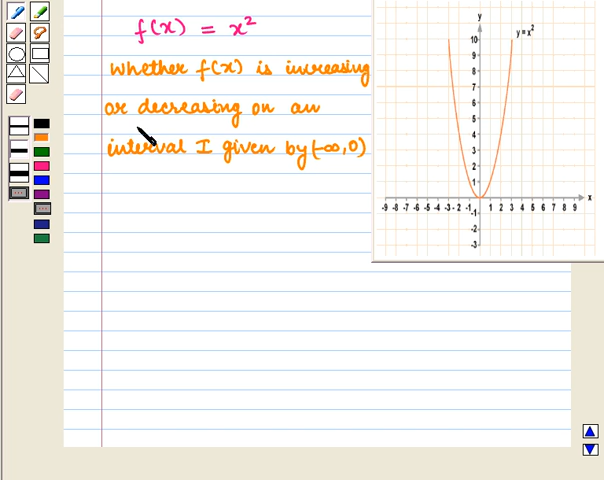 f(x) = x²
Whether f(x) is increasing
or decreasing on an
interval I given by (-∞,0)
y
y = x²
10
9
8
7
6
5
4
3
2
1
-9 -8 -7 -6 -5 -4 -3 -2 -1 1 2 3 4 5 6 7 8 9 x
-1
-2
-3